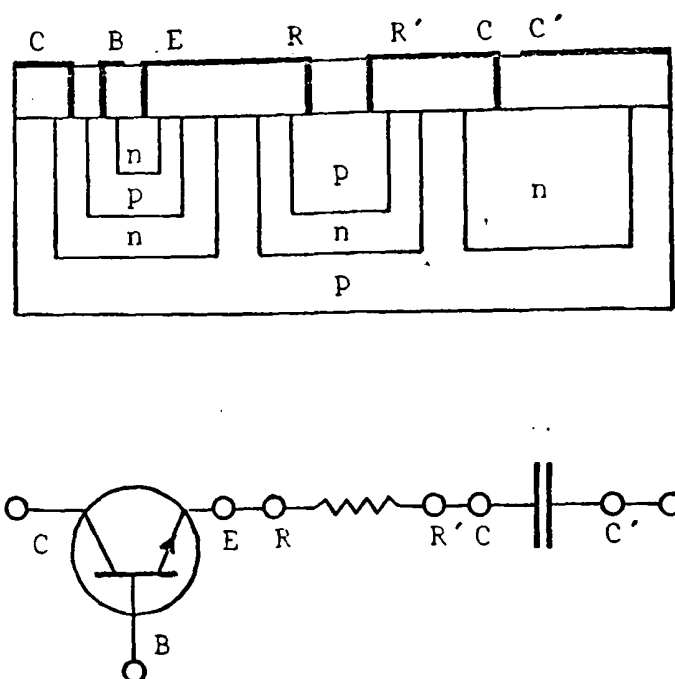 C B E R R′ C C′
n p
p n
n n
p
C E R R′ C C′
B